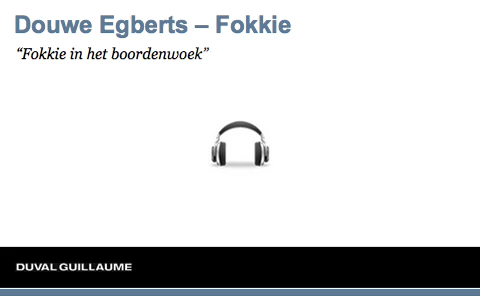 Douwe Egberts – Fokkie
“Fokkie in het boordenwoek”
DUVAL GUILLAUME